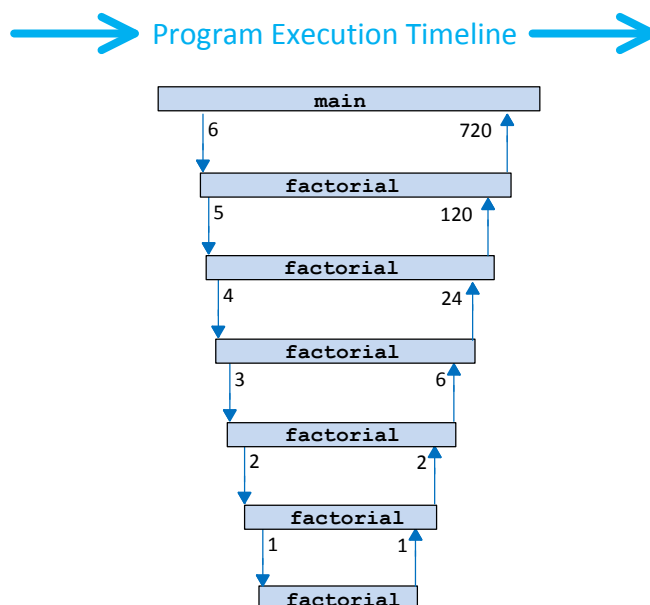 Program Execution Timeline
main
6 720
factorial
5 120
factorial
4 24
factorial
3 6
factorial
2 2
factorial
1 1
factorial